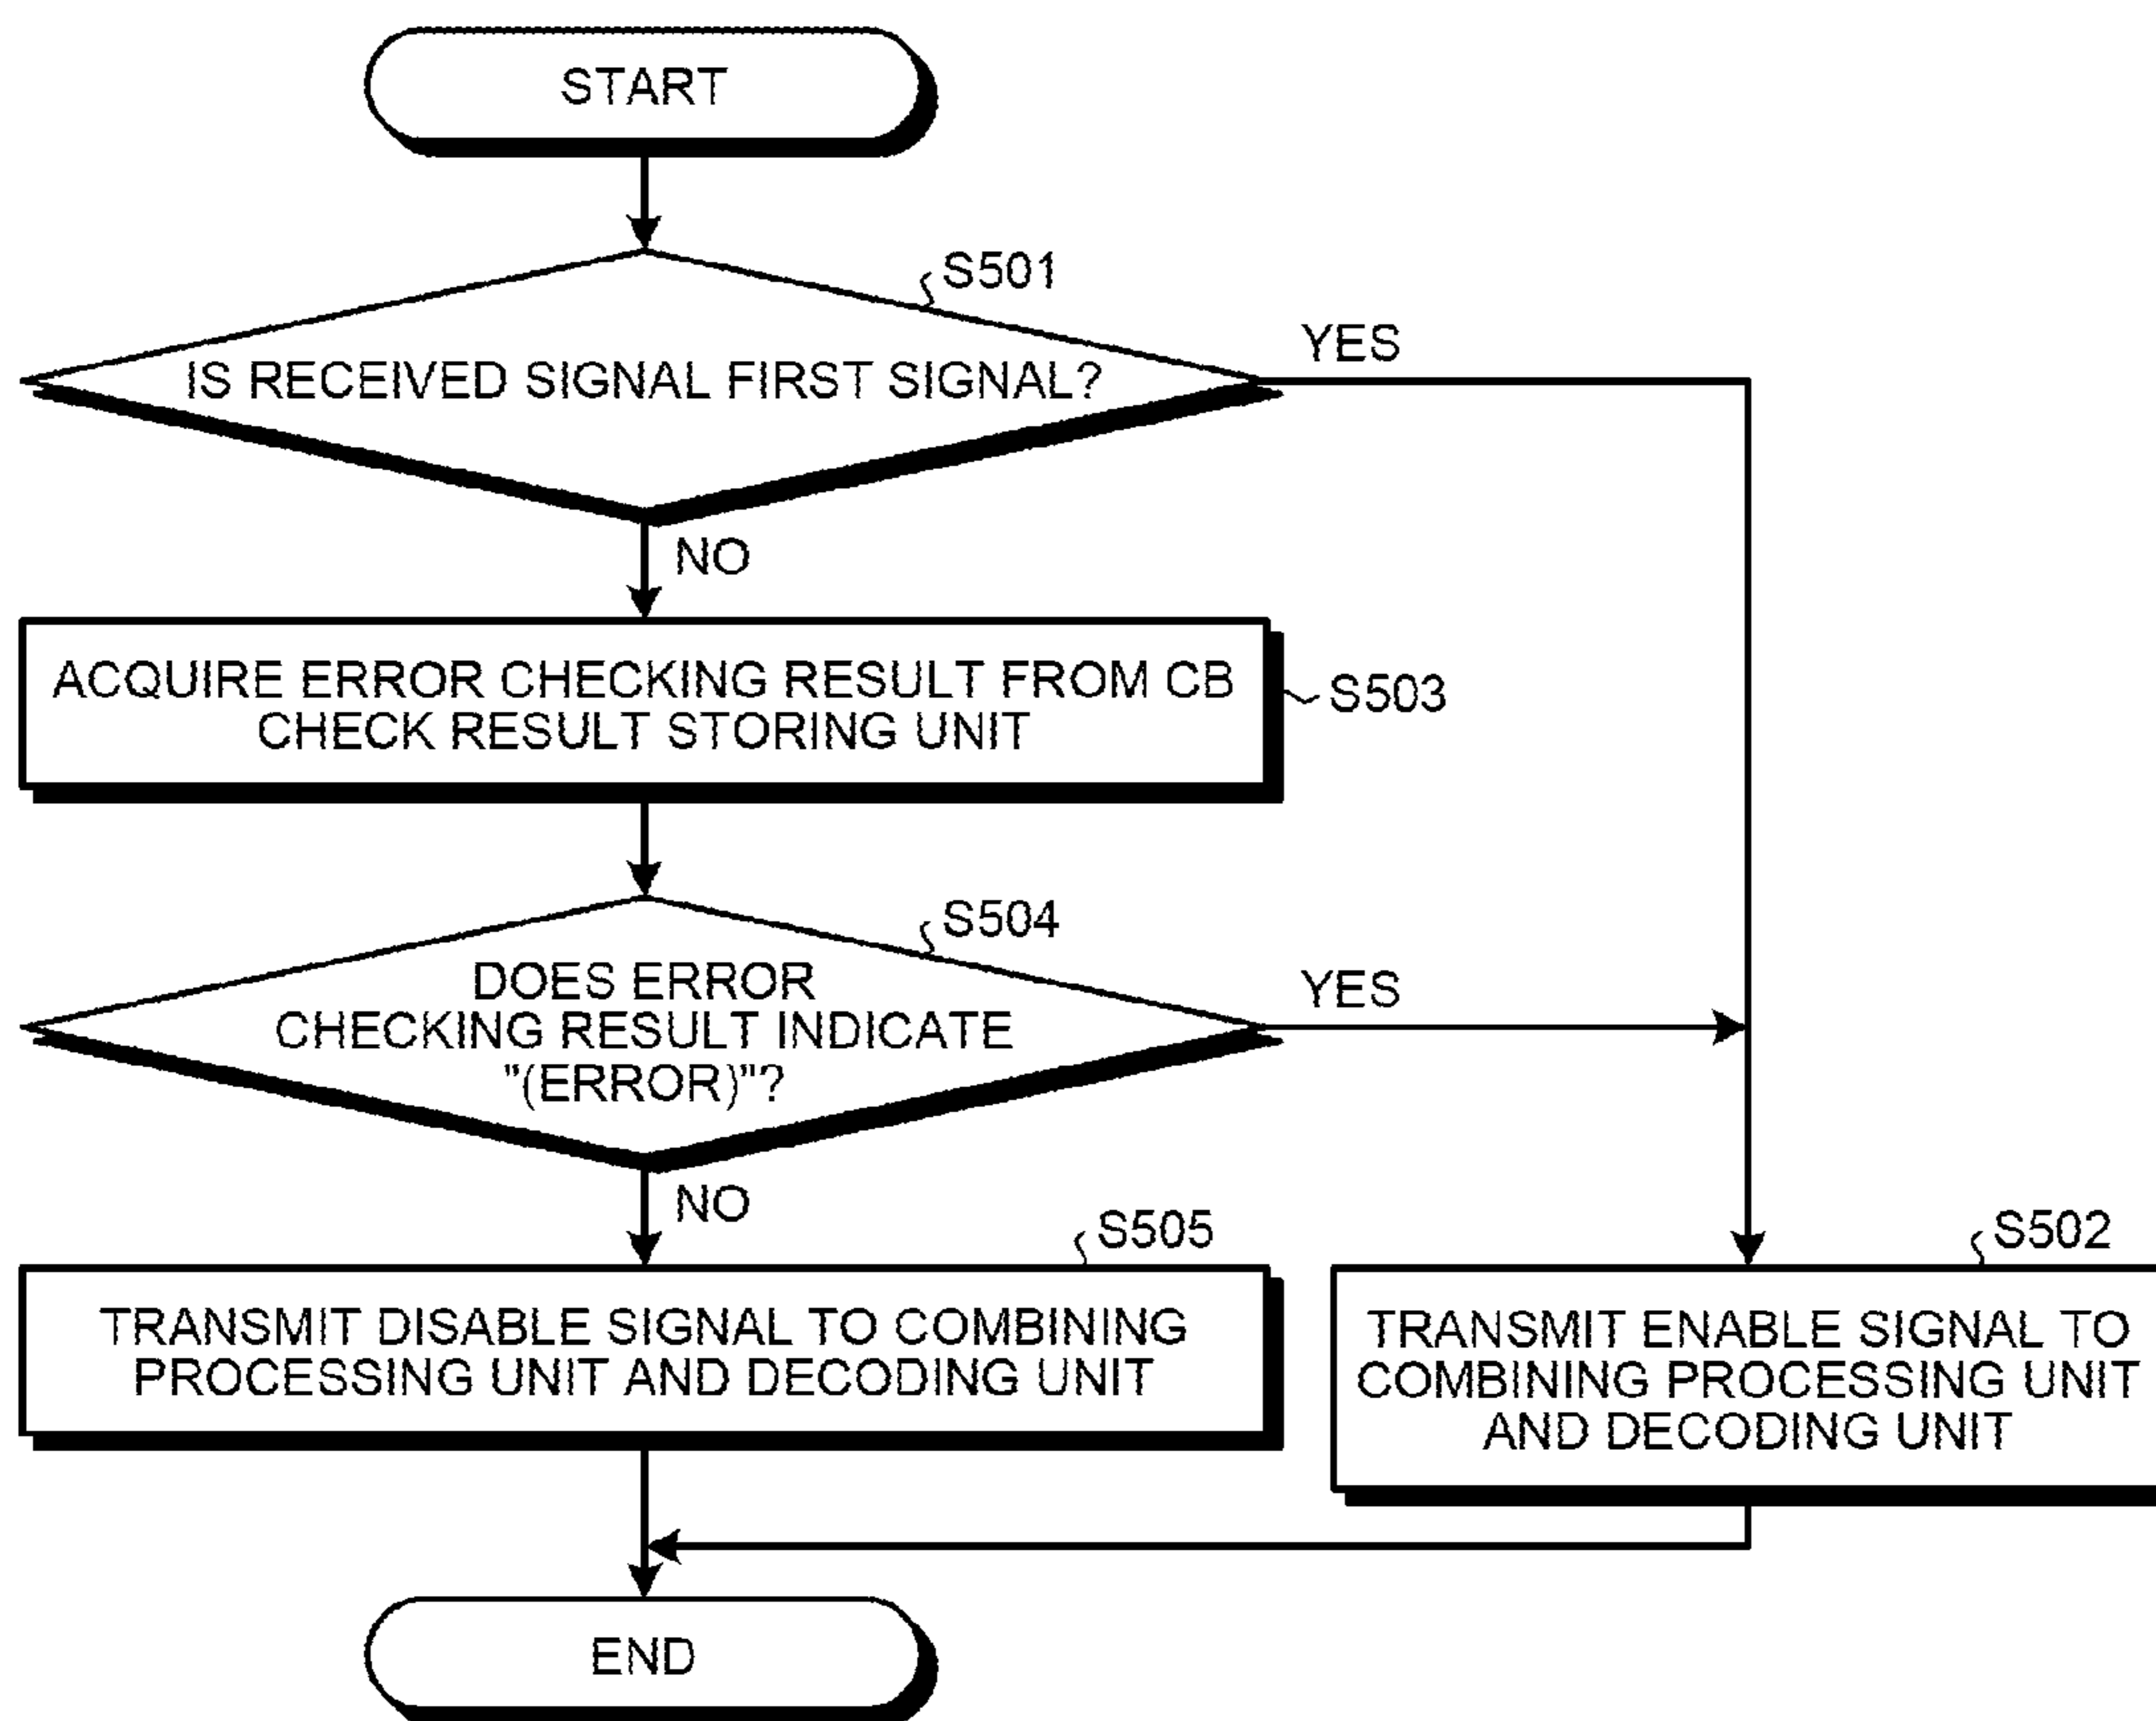 START
S501
IS RECEIVED SIGNAL FIRST SIGNAL?
YES
NO
ACQUIRE ERROR CHECKING RESULT FROM CB
CHECK RESULT STORING UNIT
S503
S504
DOES ERROR
CHECKING RESULT INDICATE
"(ERROR)"?
YES
NO
S505
TRANSMIT DISABLE SIGNAL TO COMBINING
PROCESSING UNIT AND DECODING UNIT
S502
TRANSMIT ENABLE SIGNAL TO
COMBINING PROCESSING UNIT
AND DECODING UNIT
END